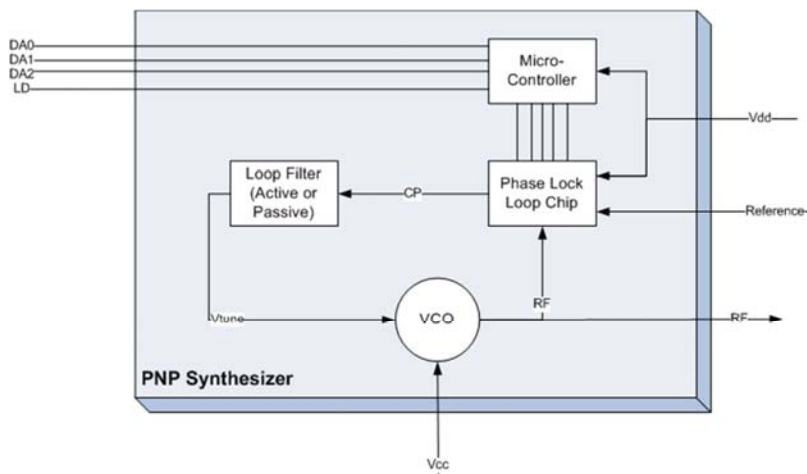 DA0
DA1
DA2
LD
Micro-
Controller
Vdd
Loop Filter
(Active or
Passive)
CP
Phase Lock
Loop Chip
Reference
RF
Vtune
VCO
RF
PNP Synthesizer
Vcc